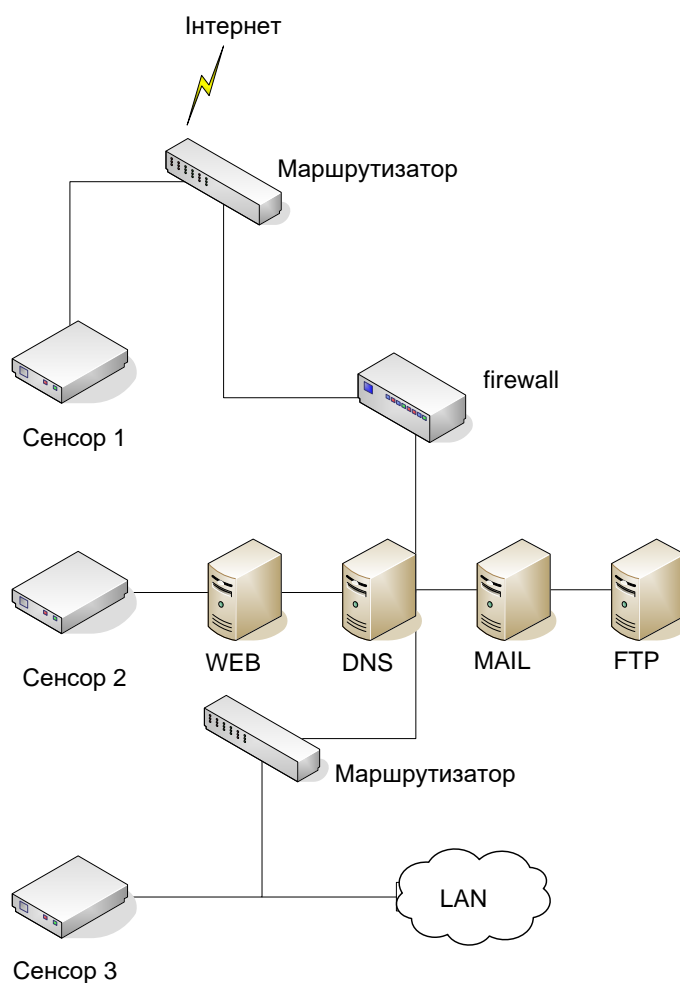 Інтернет
Маршрутизатор
firewall
Сенсор 1
WEB
DNS
MAIL
FTP
Сенсор 2
Маршрутизатор
LAN
Сенсор 3